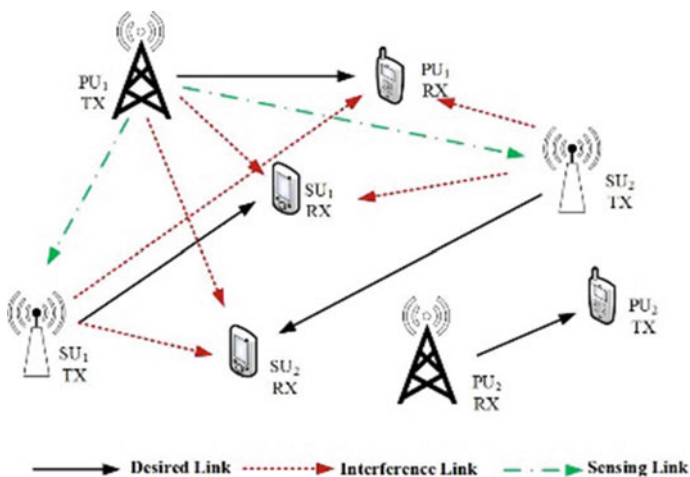 PU₁
TX
PU₁
RX
SU₂
TX
SU₁
RX
SU₁
TX
SU₂
RX
PU₂
RX
PU₂
TX
Desired Link
Interference Link
Sensing Link